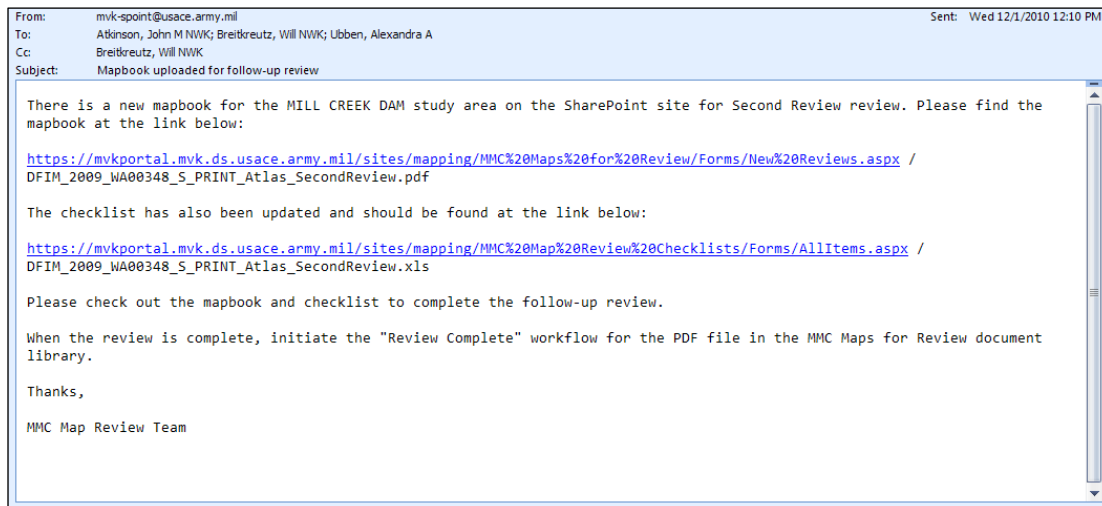 From: mvk-spoint@usace.army.mil Sent: Wed 12/1/2010 12:10 PM
To: Atkinson, John M NWK; Breitkreutz, Will NWK; Ubben, Alexandra A
Cc: Breitkreutz, Will NWK
Subject: Mapbook uploaded for follow-up review
There is a new mapbook for the MILL CREEK DAM study area on the SharePoint site for Second Review review. Please find the
mapbook at the link below:
https://mvkportal.mvk.ds.usace.army.mil/sites/mapping/MMC%20Maps%20for%20Review/Forms/New%20Reviews.aspx /
DFIM_2009_WA00348_S_PRINT_Atlas_SecondReview.pdf
The checklist has also been updated and should be found at the link below:
https://mvkportal.mvk.ds.usace.army.mil/sites/mapping/MMC%20Map%20Review%20Checklists/Forms/AllItems.aspx /
DFIM_2009_WA00348_S_PRINT_Atlas_SecondReview.xls
Please check out the mapbook and checklist to complete the follow-up review.
When the review is complete, initiate the "Review Complete" workflow for the PDF file in the MMC Maps for Review document
library.
Thanks,
MMC Map Review Team